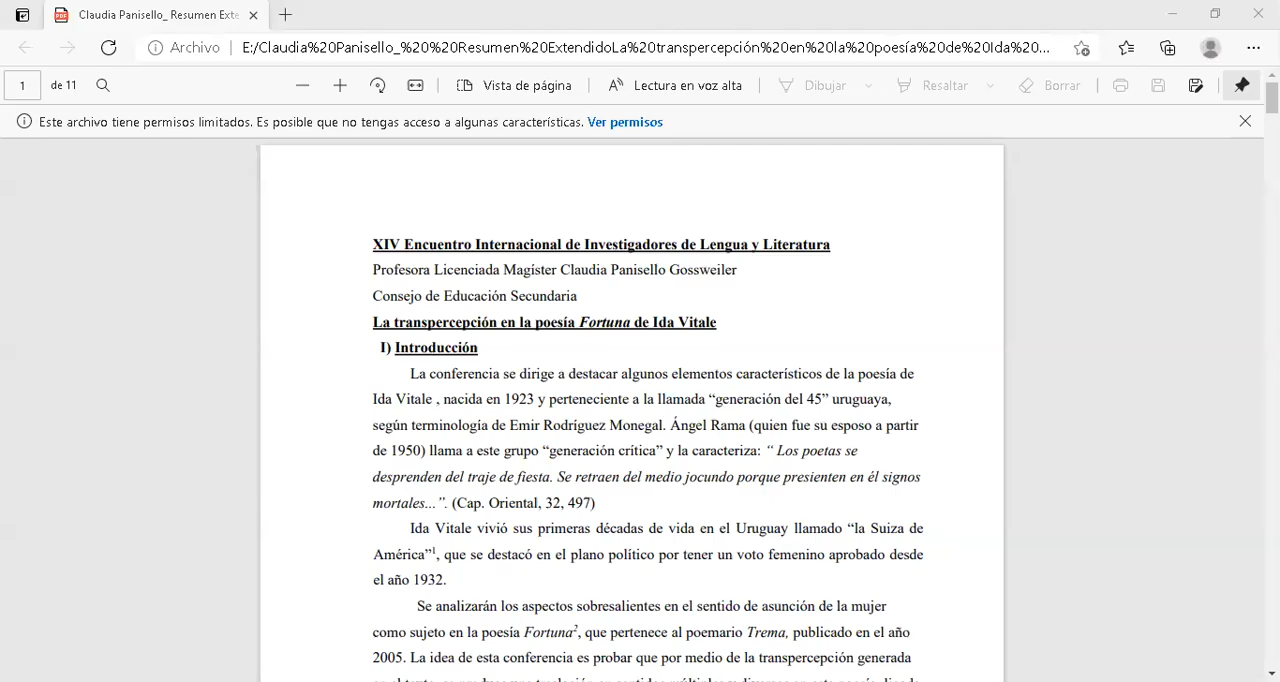 Claudia Panisello_ Resumen Exte
Archivo E:/Claudia%20Panisello_%20%20Resumen%20ExtendidoLa%20transpercepción%20en%20la%20poesía%20de%20Ida%20...
1 de 11 Vista de página Lectura en voz alta Dibujar Resaltar Borrar
Este archivo tiene permisos limitados. Es posible que no tengas acceso a algunas características. Ver permisos
XIV Encuentro Internacional de Investigadores de Lengua y Literatura
Profesora Licenciada Magíster Claudia Panisello Gossweiler
Consejo de Educación Secundaria
La transpercepción en la poesía Fortuna de Ida Vitale
I) Introducción
La conferencia se dirige a destacar algunos elementos característicos de la poesía de
Ida Vitale , nacida en 1923 y perteneciente a la llamada “generación del 45” uruguaya,
según terminología de Emir Rodríguez Monegal. Ángel Rama (quien fue su esposo a partir
de 1950) llama a este grupo “generación crítica” y la caracteriza: “ Los poetas se
desprenden del traje de fiesta. Se retraen del medio jocundo porque presienten en él signos
mortales... ”. (Cap. Oriental, 32, 497)
Ida Vitale vivió sus primeras décadas de vida en el Uruguay llamado “la Suiza de
América”1, que se destacó en el plano político por tener un voto femenino aprobado desde
el año 1932.
Se analizarán los aspectos sobresalientes en el sentido de asunción de la mujer
como sujeto en la poesía Fortuna2, que pertenece al poemario Trema, publicado en el año
2005. La idea de esta conferencia es probar que por medio de la transpercepción generada